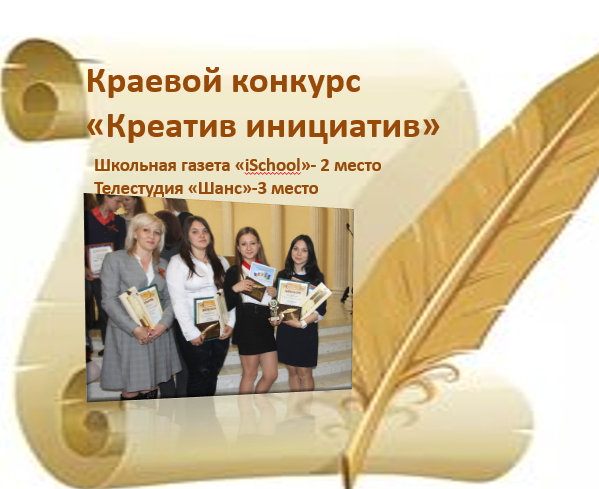 Краевой конкурс
«Креатив инициатив»
Школьная газета «iSchool»- 2 место
Телестудия «Шанс»-3 место